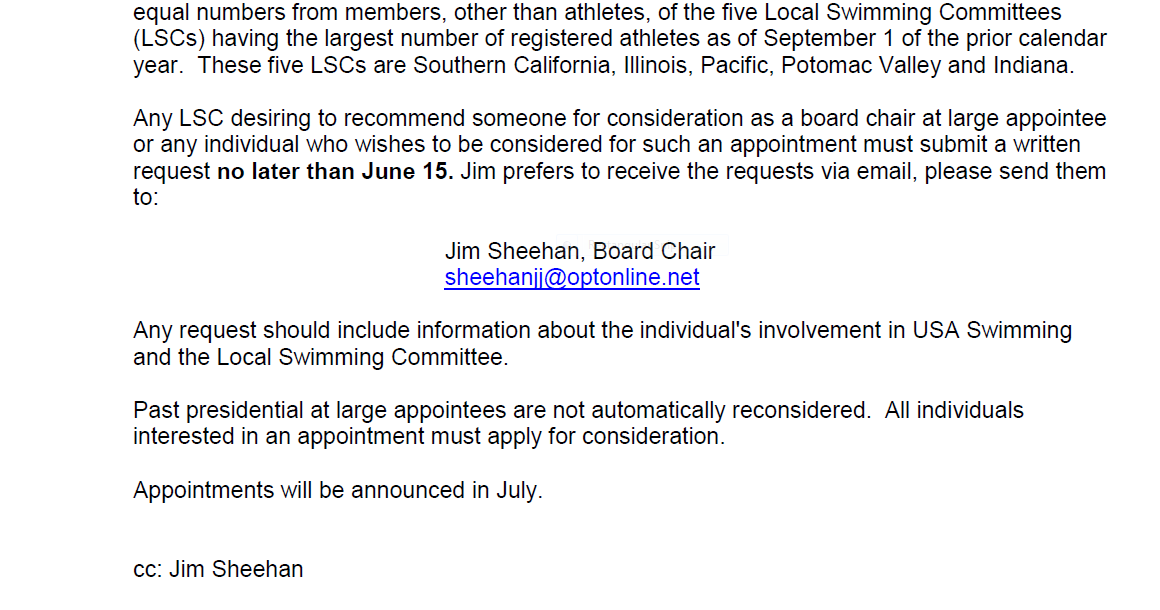 equal numbers from members, other than athletes, of the five Local Swimming Committees
(LSCs) having the largest number of registered athletes as of September 1 of the prior calendar
year.  These five LSCs are Southern California, Illinois, Pacific, Potomac Valley and Indiana.
Any LSC desiring to recommend someone for consideration as a board chair at large appointee
or any individual who wishes to be considered for such an appointment must submit a written
request no later than June 15. Jim prefers to receive the requests via email, please send them
to:
Jim Sheehan, Board Chair
sheehanjj@optonline.net
Any request should include information about the individual's involvement in USA Swimming
and the Local Swimming Committee.
Past presidential at large appointees are not automatically reconsidered.  All individuals
interested in an appointment must apply for consideration.
Appointments will be announced in July.
cc: Jim Sheehan